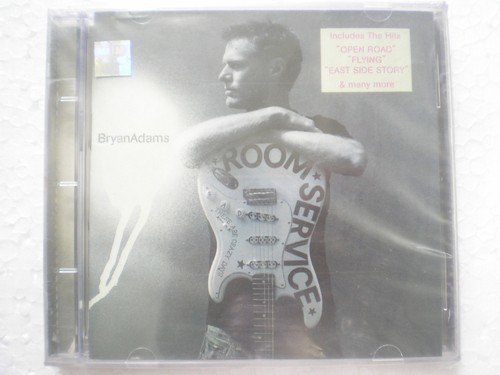 Includes The Hits
"OPEN ROAD"
"FLYING"
"EAST SIDE STORY"
& many more
BryanAdams
ROOM
SERVICE